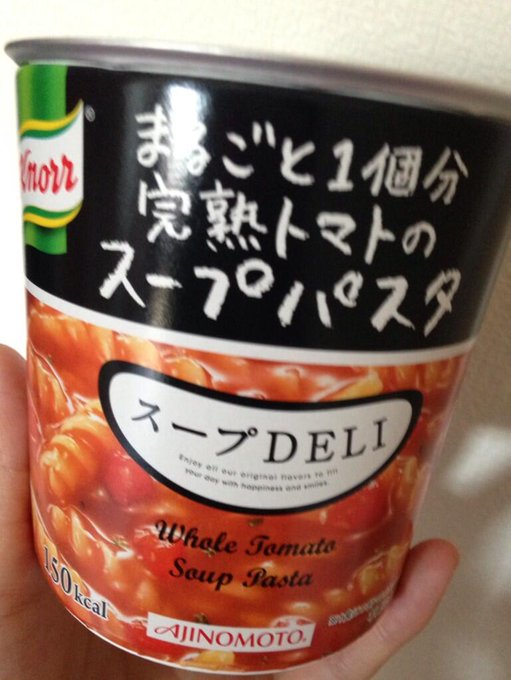 Knorr
まるごと1個分
完熟トマトの
スープパスタ
スープDELI
Enjoy all our original flavors to fill
your day with happiness and smiles.
Whole Tomato
Soup Pasta
150kcal
AJINOMOTO®